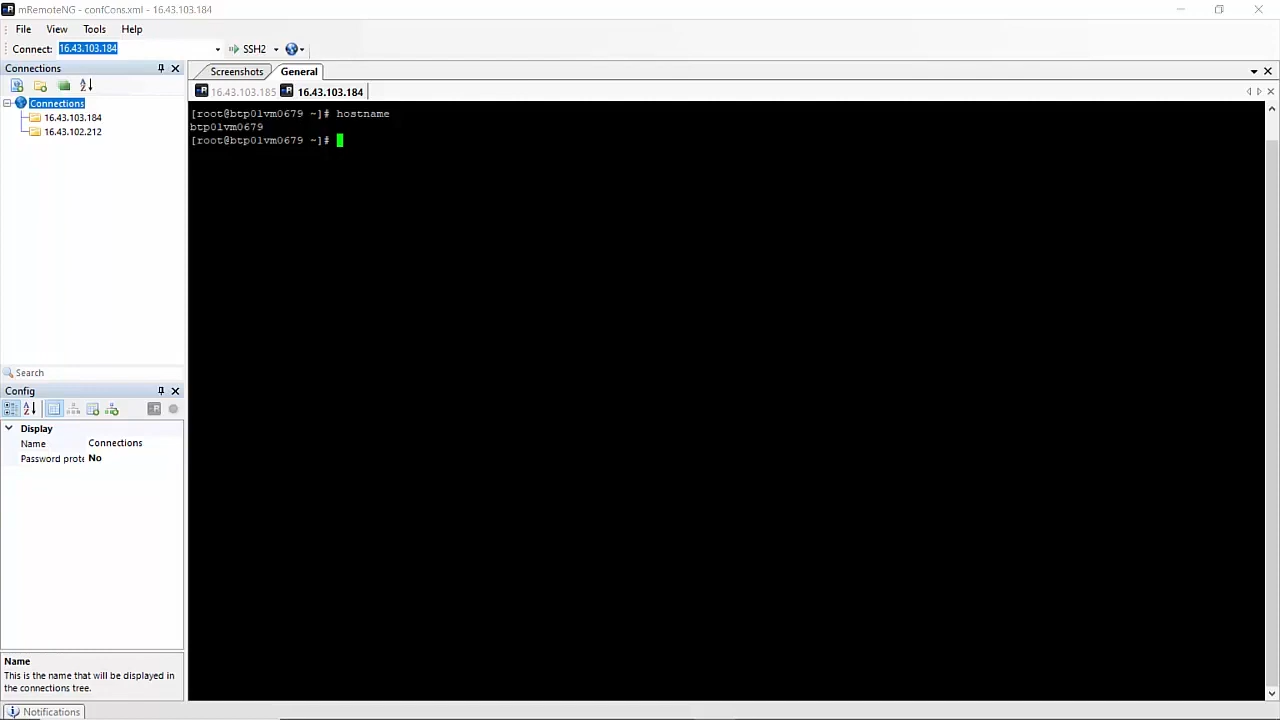 mRemoteNG - confCons.xml - 16.43.103.184
File View Tools Help
Connect: 16.43.103.184 SSH2
Connections
Screenshots General
16.43.103.185 16.43.103.184
Connections
16.43.103.184
16.43.102.212
[root@btp01vm0679 ~]# hostname
btp01vm0679
[root@btp01vm0679 ~]#
Search
Config
Display
Name Connections
Password prote No
Name
This is the name that will be displayed in
the connections tree.
Notifications